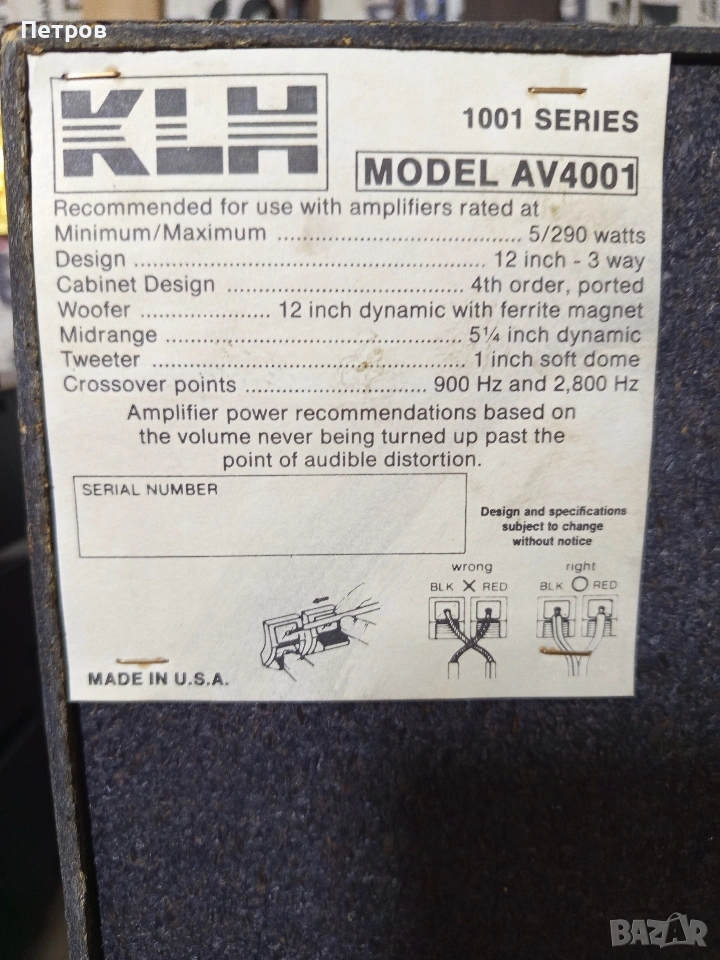 Петров
KLH
1001 SERIES
MODEL AV4001
Recommended for use with amplifiers rated at
Minimum/Maximum ........................................ 5/290 watts
Design ....................................................... 12 inch - 3 way
Cabinet Design ...................................... 4th order, ported
Woofer ..................... 12 inch dynamic with ferrite magnet
Midrange ................................................ 5¼ inch dynamic
Tweeter .................................................... 1 inch soft dome
Crossover points .............................. 900 Hz and 2,800 Hz
Amplifier power recommendations based on
the volume never being turned up past the
point of audible distortion.
SERIAL NUMBER
Design and specifications
subject to change
without notice
wrong right
BLK X RED BLK O RED
MADE IN U.S.A.
BAZAR